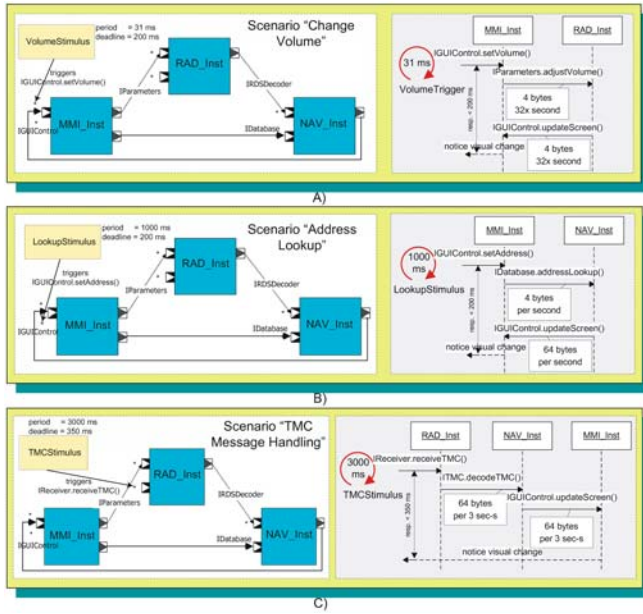 period = 31 ms
deadline = 200 ms
Scenario "Change
Volume"
VolumeStimulus
triggers
IGUIControl.setVolume()
IParameters
RAD_Inst
IRDSDecoder
MMI_Inst
NAV_Inst
IGUIControl
IDatabase
MMI_Inst
RAD_Inst
IGUIControl.setVolume()
31 ms
VolumeTrigger
IParameters.adjustVolume()
resp. < 200 ms
4 bytes
32x second
IGUIControl.updateScreen()
notice visual change
4 bytes
32x second
A)
period = 1000 ms
deadline = 200 ms
Scenario "Address
Lookup"
LookupStimulus
triggers
IGUIControl.setAddress()
IParameters
RAD_Inst
IRDSDecoder
MMI_Inst
NAV_Inst
IGUIControl
IDatabase
MMI_Inst
NAV_Inst
IGUIControl.setAddress()
1000
ms
LookupStimulus
IDatabase.addressLookup()
resp. < 200 ms
4 bytes
per second
IGUIControl.updateScreen()
notice visual change
64 bytes
per second
B)
period = 3000 ms
deadline = 350 ms
Scenario "TMC
Message Handling"
TMCStimulus
triggers
IReceiver.receiveTMC()
IParameters
RAD_Inst
IRDSDecoder
MMI_Inst
NAV_Inst
IGUIControl
IDatabase
RAD_Inst
NAV_Inst
MMI_Inst
IReceiver.receiveTMC()
3000
ms
TMCStimulus
ITMC.decodeTMC()
resp. < 350 ms
64 bytes
per 3 sec-s
IGUIControl.updateScreen()
64 bytes
per 3 sec-s
notice visual change
C)